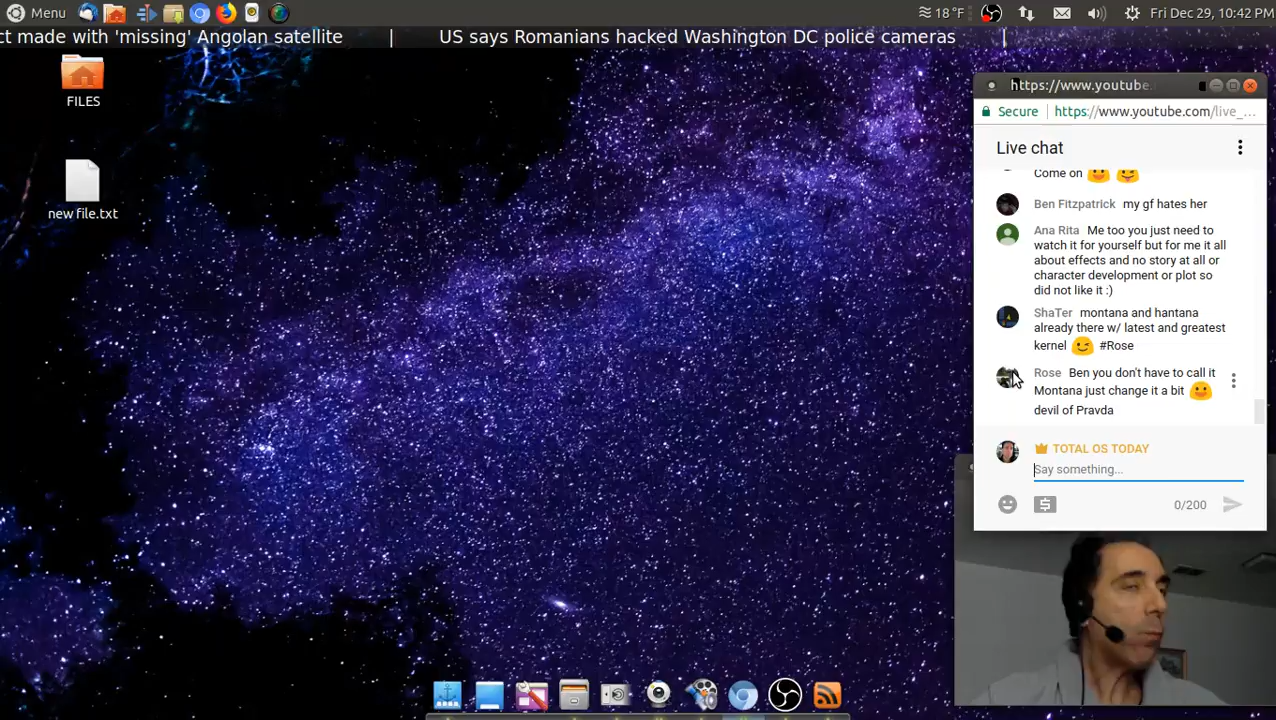 Menu
18 °F
Fri Dec 29, 10:42 PM
ct made with 'missing' Angolan satellite | US says Romanians hacked Washington DC police cameras |
FILES
new file.txt
https://www.youtube.
Secure https://www.youtube.com/live_...
Live chat
Come on
Ben Fitzpatrick my gf hates her
Ana Rita Me too you just need to
watch it for yourself but for me it all
about effects and no story at all or
character development or plot so
did not like it :)
ShaTer montana and hantana
already there w/ latest and greatest
kernel #Rose
Rose Ben you don't have to call it
Montana just change it a bit
devil of Pravda
TOTAL OS TODAY
Say something...
0/200